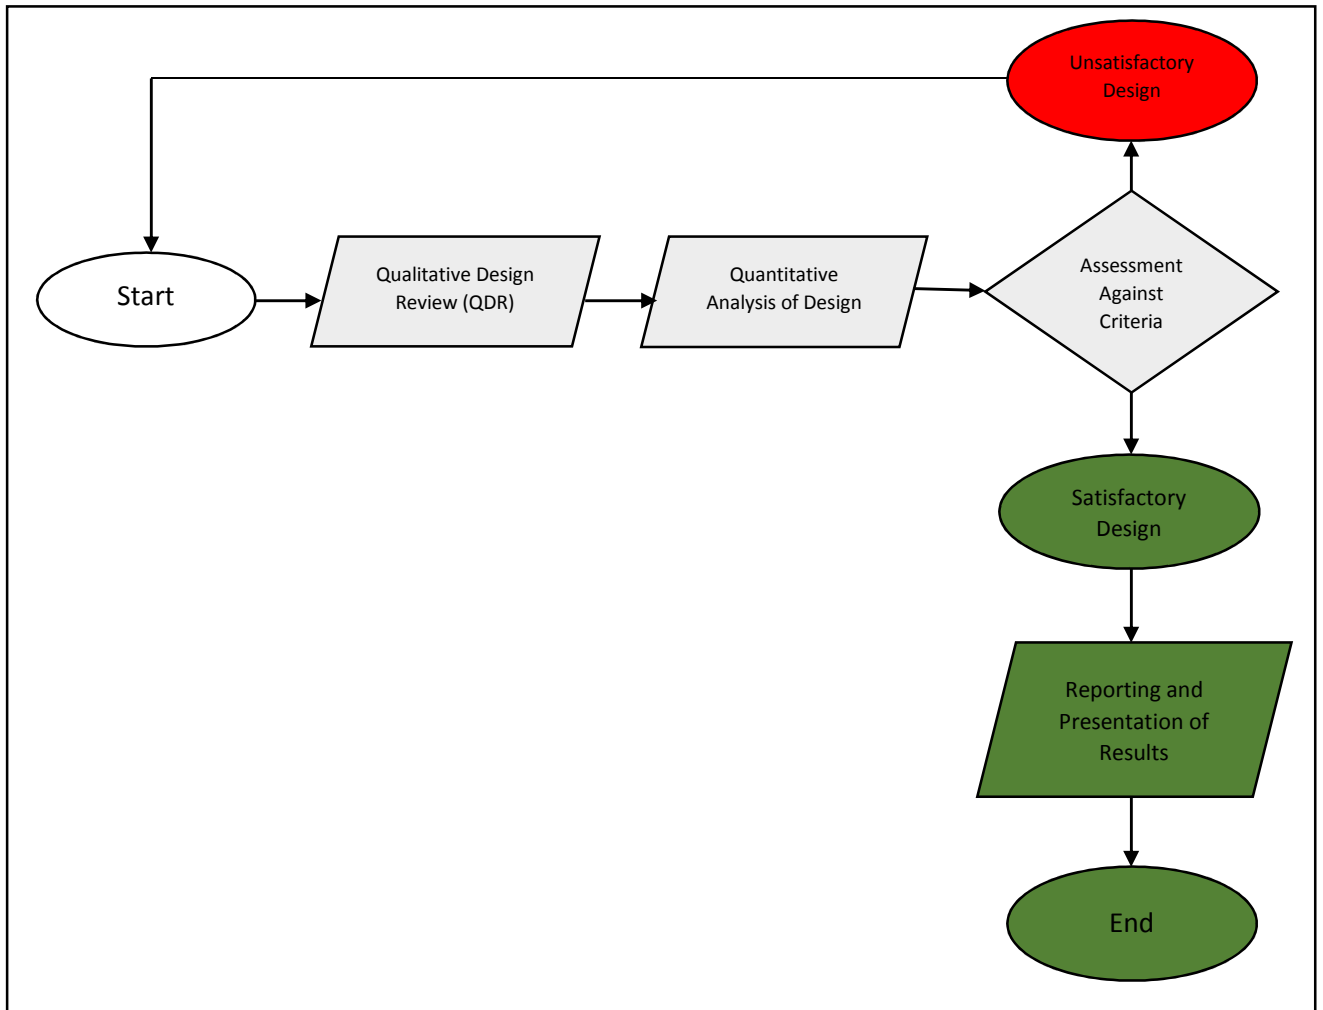 Unsatisfactory
Design
Start
Qualitative Design
Review (QDR)
Quantitative
Analysis of Design
Assessment
Against
Criteria
Satisfactory
Design
Reporting and
Presentation of
Results
End